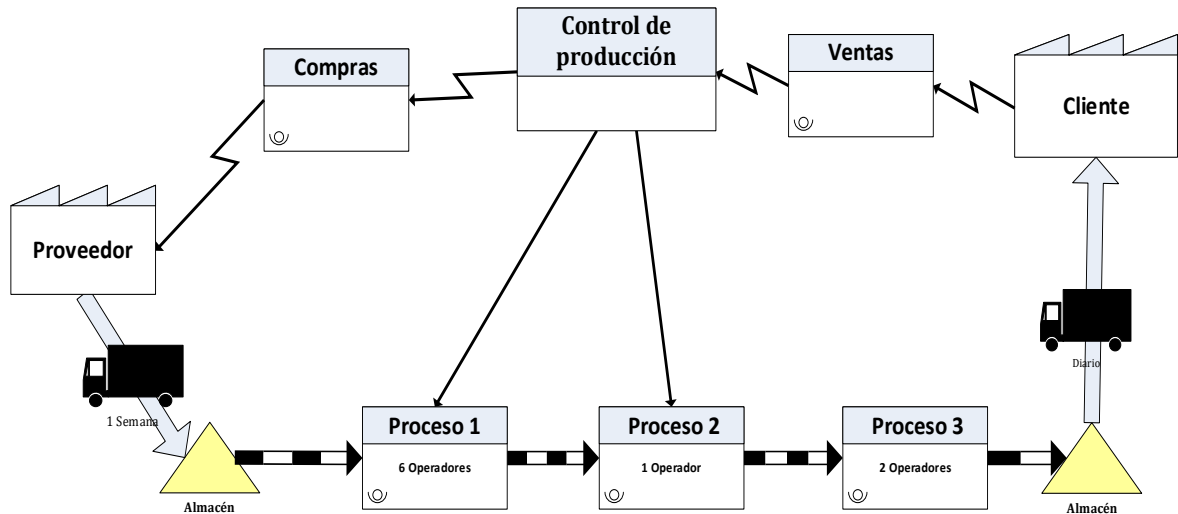 Control de
producción
Compras
Ventas
Cliente
Proveedor
1 Semana
Diario
Proceso 1
6 Operadores
Proceso 2
1 Operador
Proceso 3
2 Operadores
Almacén
Almacén